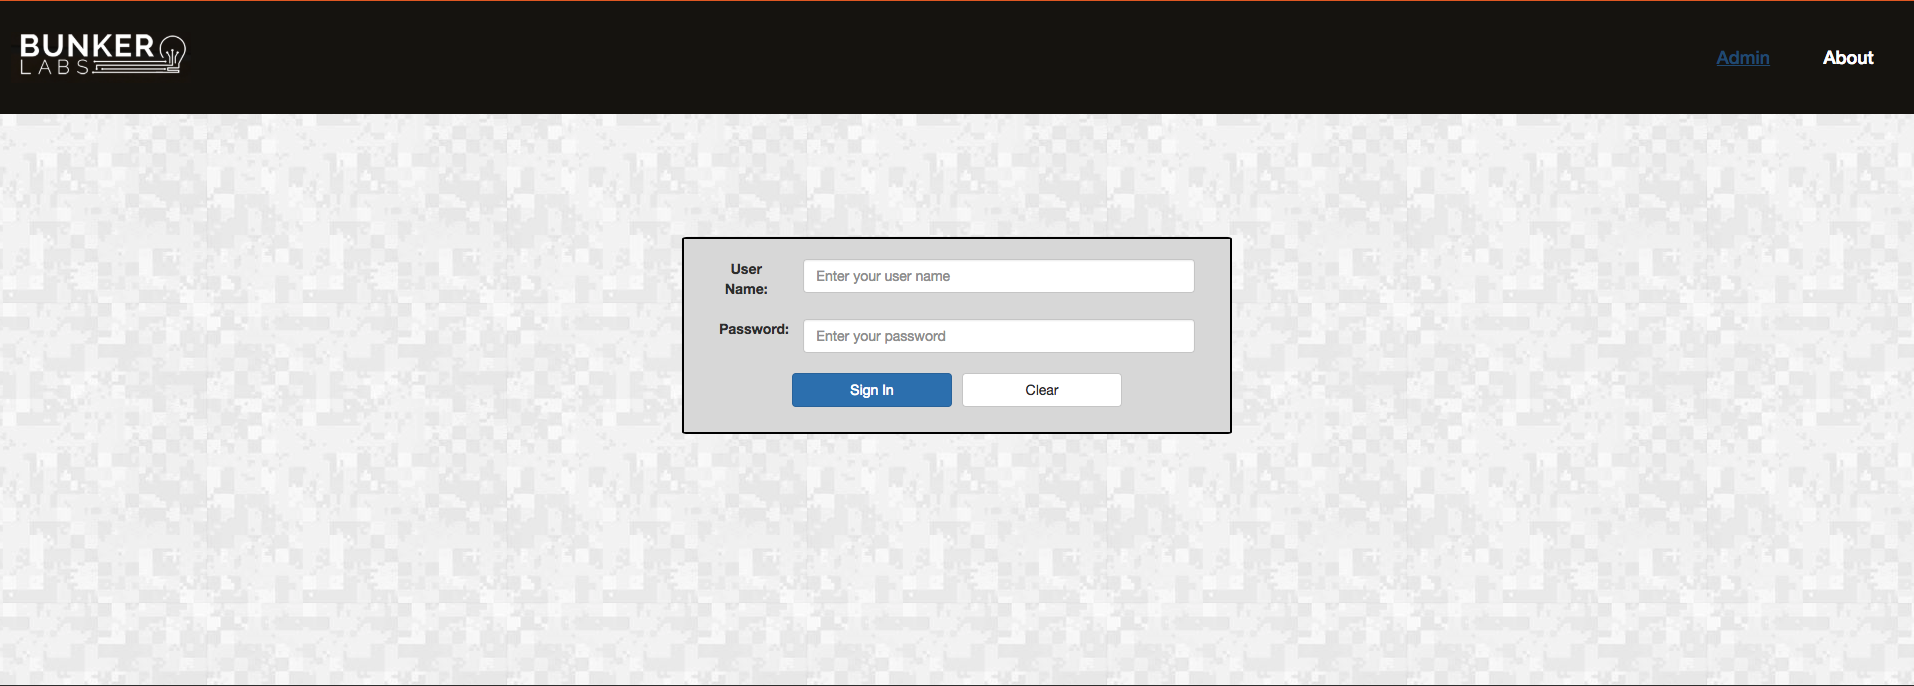 BUNKER
LABS
Admin
About
User
Name:
Enter your user name
Password:
Enter your password
Sign In
Clear